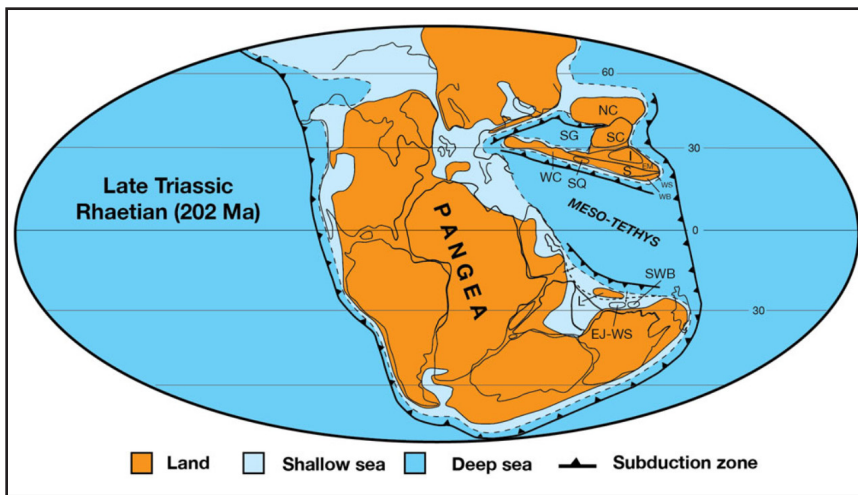 60
NC
SG
SC
30
I
EM
S
WC
SQ
WS
WB
Late Triassic
Rhaetian (202 Ma)
PANGEA
MESO-TETHYS
0
SWB
L
30
EJ-WS
Land
Shallow sea
Deep sea
Subduction zone